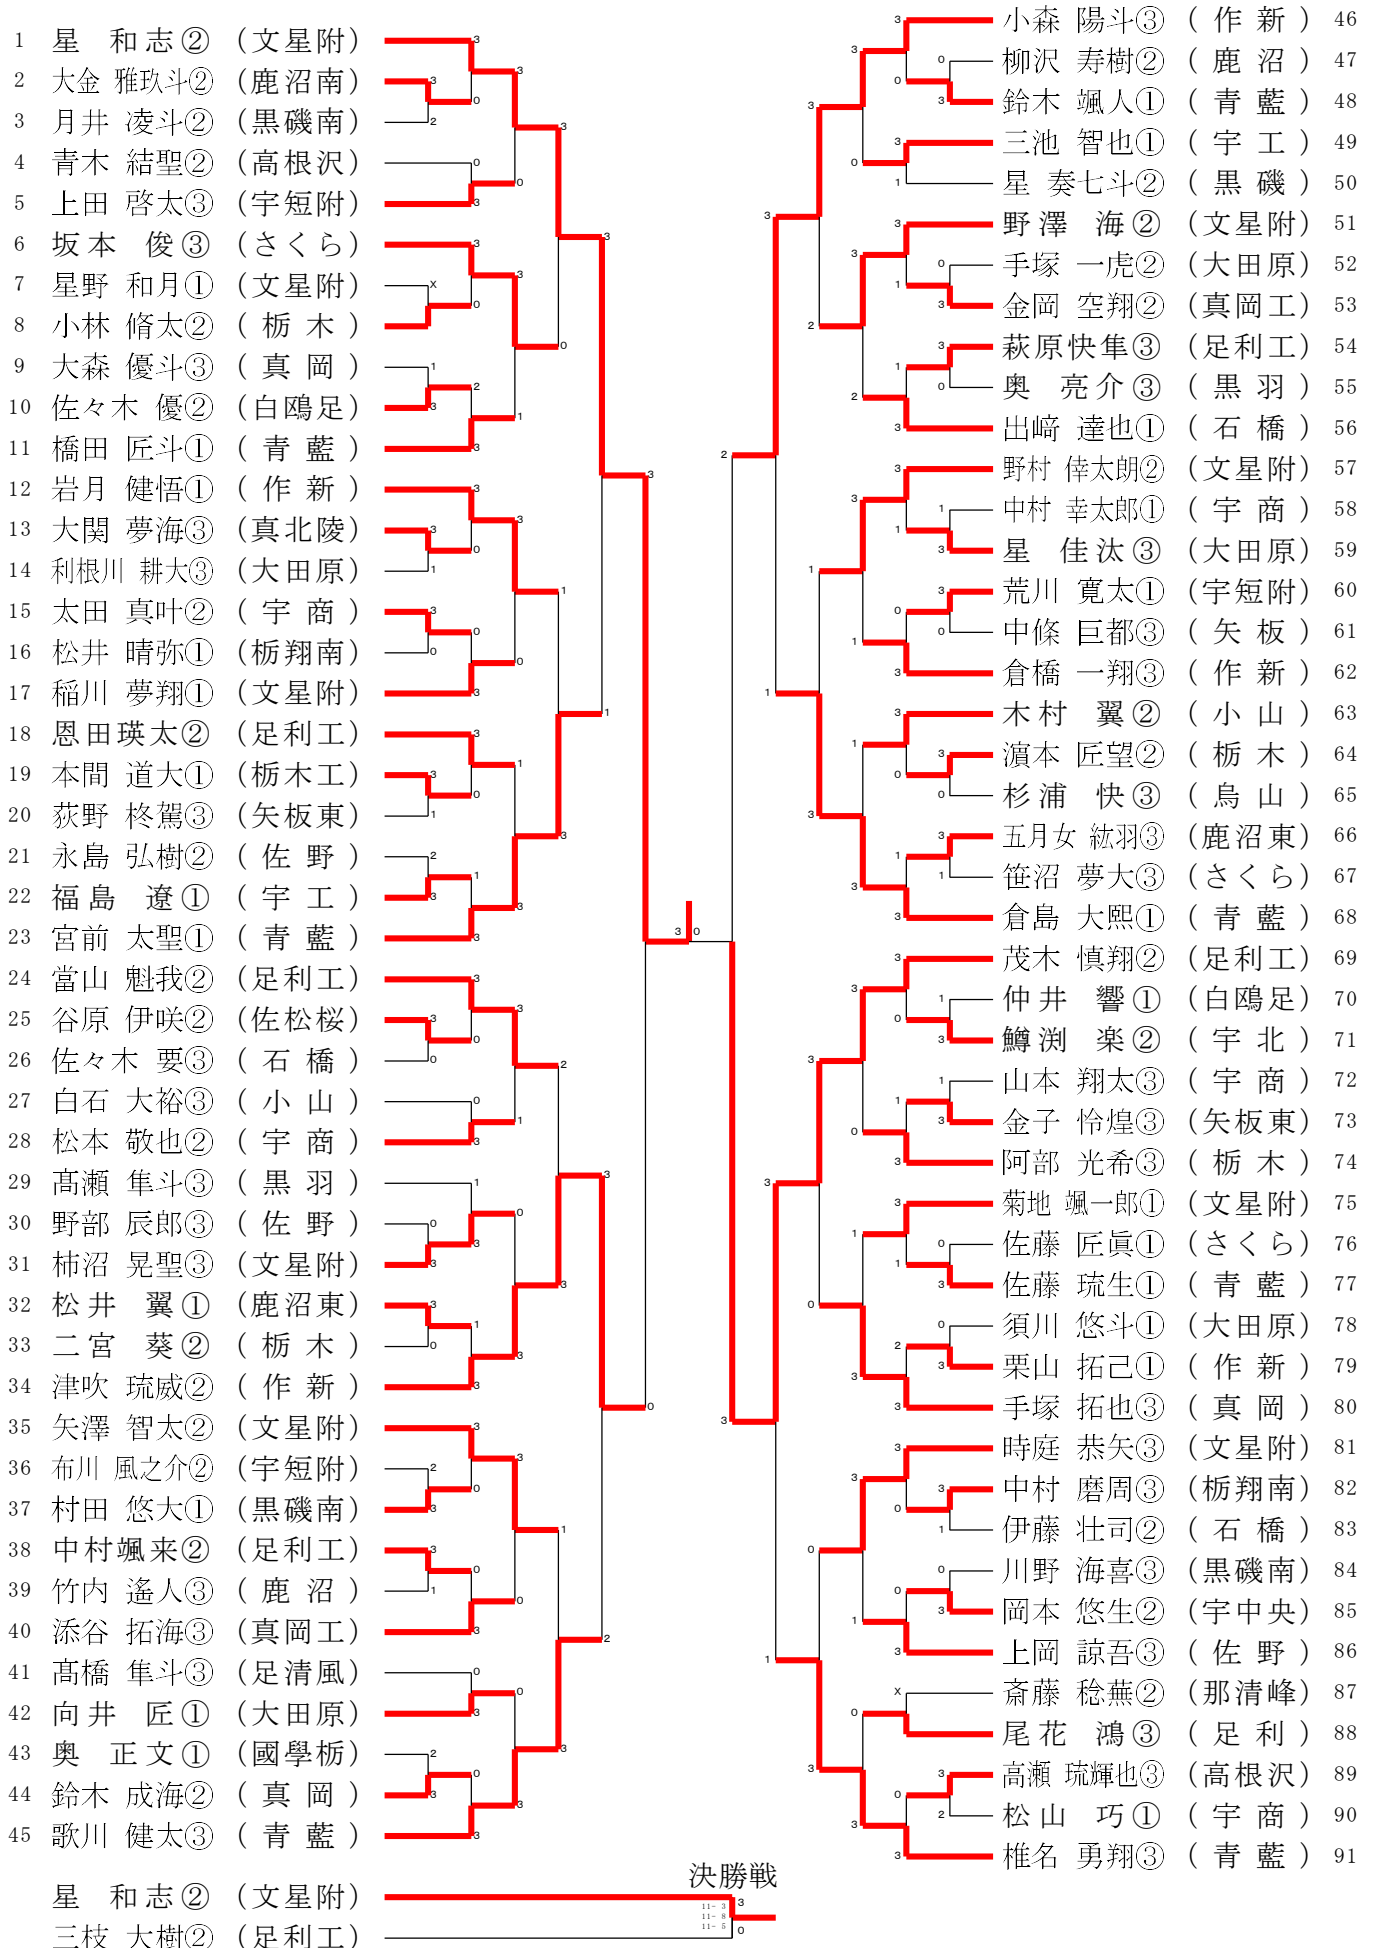 1 星 和志② (文星附)
2 大金 雅玖斗② (鹿沼南)
3 月井 凌斗② (黒磯南)
4 青木 結聖② (高根沢)
5 上田 啓太③ (宇短附)
6 坂本 俊③ (さくら)
7 星野 和月① (文星附)
8 小林 脩太② (栃木)
9 大森 優斗③ (真岡)
10 佐々木 優② (白鴎足)
11 橋田 匠斗① (青藍)
12 岩月 健悟① (作新)
13 大関 夢海③ (真北陵)
14 利根川 耕大③ (大田原)
15 太田 真叶② (宇商)
16 松井 晴弥① (栃翔南)
17 稲川 夢翔① (文星附)
18 恩田瑛太② (足利工)
19 本間 道大① (栃木工)
20 荻野 柊駕③ (矢板東)
21 永島 弘樹② (佐野)
22 福島 遼① (宇工)
23 宮前 太聖① (青藍)
24 當山 魁我② (足利工)
25 谷原 伊咲② (佐松桜)
26 佐々木 要③ (石橋)
27 白石 大裕③ (小山)
28 松本 敬也② (宇商)
29 髙瀬 隼斗③ (黒羽)
30 野部 辰郎③ (佐野)
31 柿沼 晃聖③ (文星附)
32 松井 翼① (鹿沼東)
33 二宮 葵② (栃木)
34 津吹 琉威② (作新)
35 矢澤 智太② (文星附)
36 布川 風之介② (宇短附)
37 村田 悠大① (黒磯南)
38 中村颯来② (足利工)
39 竹内 遙人③ (鹿沼)
40 添谷 拓海③ (真岡工)
41 髙橋 隼斗③ (足清風)
42 向井 匠① (大田原)
43 奥 正文① (國學栃)
44 鈴木 成海② (真岡)
45 歌川 健太③ (青藍)
小森 陽斗③ (作新) 46
柳沢 寿樹② (鹿沼) 47
鈴木 颯人① (青藍) 48
三池 智也① (宇工) 49
星 奏七斗② (黒磯) 50
野澤 海② (文星附) 51
手塚 一虎② (大田原) 52
金岡 空翔② (真岡工) 53
萩原快隼③ (足利工) 54
奥 亮介③ (黒羽) 55
出﨑 達也① (石橋) 56
野村 倖太朗② (文星附) 57
中村 幸太郎① (宇商) 58
星 佳汰③ (大田原) 59
荒川 寛太① (宇短附) 60
中條 巨都③ (矢板) 61
倉橋 一翔③ (作新) 62
木村 翼② (小山) 63
濵本 匠望② (栃木) 64
杉浦 快③ (烏山) 65
五月女 紘羽③ (鹿沼東) 66
笹沼 夢大③ (さくら) 67
倉島 大熙① (青藍) 68
茂木 慎翔② (足利工) 69
仲井 響① (白鴎足) 70
鱒渕 楽② (宇北) 71
山本 翔太③ (宇商) 72
金子 怜煌③ (矢板東) 73
阿部 光希③ (栃木) 74
菊地 颯一郎① (文星附) 75
佐藤 匠眞① (さくら) 76
佐藤 琉生① (青藍) 77
須川 悠斗① (大田原) 78
栗山 拓己① (作新) 79
手塚 拓也③ (真岡) 80
時庭 恭矢③ (文星附) 81
中村 磨周③ (栃翔南) 82
伊藤 壮司② (石橋) 83
川野 海喜③ (黒磯南) 84
岡本 悠生② (宇中央) 85
上岡 諒吾③ (佐野) 86
斎藤 稔蕪② (那清峰) 87
尾花 鴻③ (足利) 88
高瀬 琉輝也③ (高根沢) 89
松山 巧① (宇商) 90
椎名 勇翔③ (青藍) 91
3 0
決勝戦
星 和志② (文星附) 3
11- 3
11- 8
11- 5
三枝 大樹② (足利工) 0